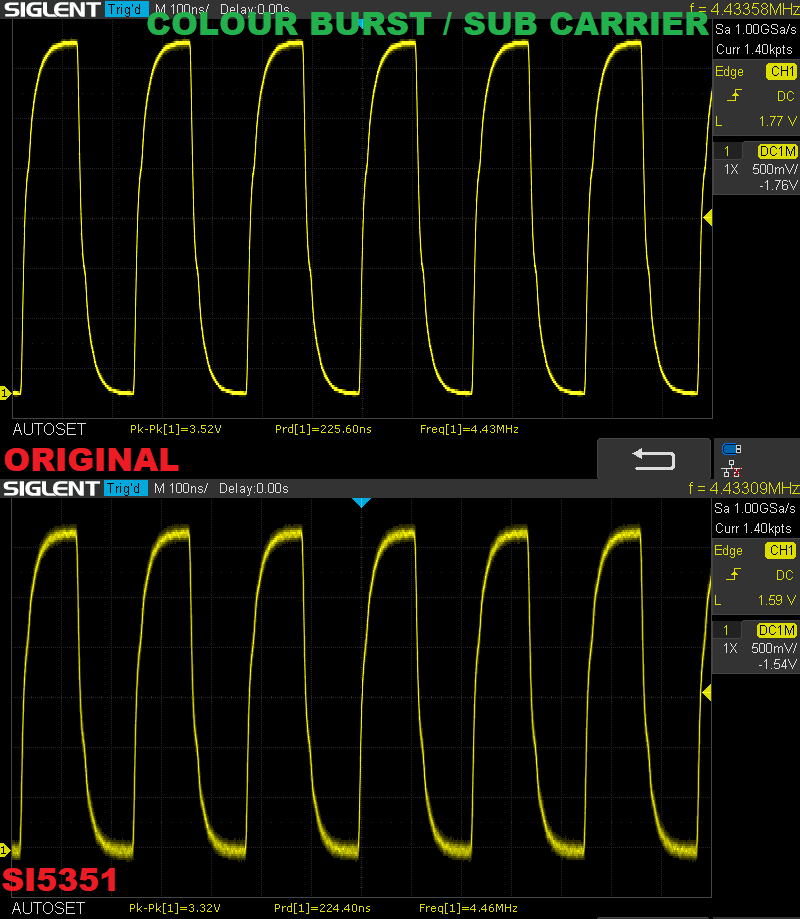 SIGLENT Trig'd M 100ns/ Delay:0.00s f = 4.43358MHz
COLOUR BURST / SUB CARRIER
Sa 1.00GSa/s
Curr 1.40kpts
Edge CH1
DC
L 1.77 V
1 DC1M
1X 500mV/
-1.76V
1
AUTOSET Pk-Pk[1]=3.52V Prd[1]=225.60ns Freq[1]=4.43MHz
ORIGINAL
SIGLENT Trig'd M 100ns/ Delay:0.00s f = 4.43309MHz
Sa 1.00GSa/s
Curr 1.40kpts
Edge CH1
DC
L 1.59 V
1 DC1M
1X 500mV/
-1.54V
1
SI5351
AUTOSET Pk-Pk[1]=3.32V Prd[1]=224.40ns Freq[1]=4.46MHz